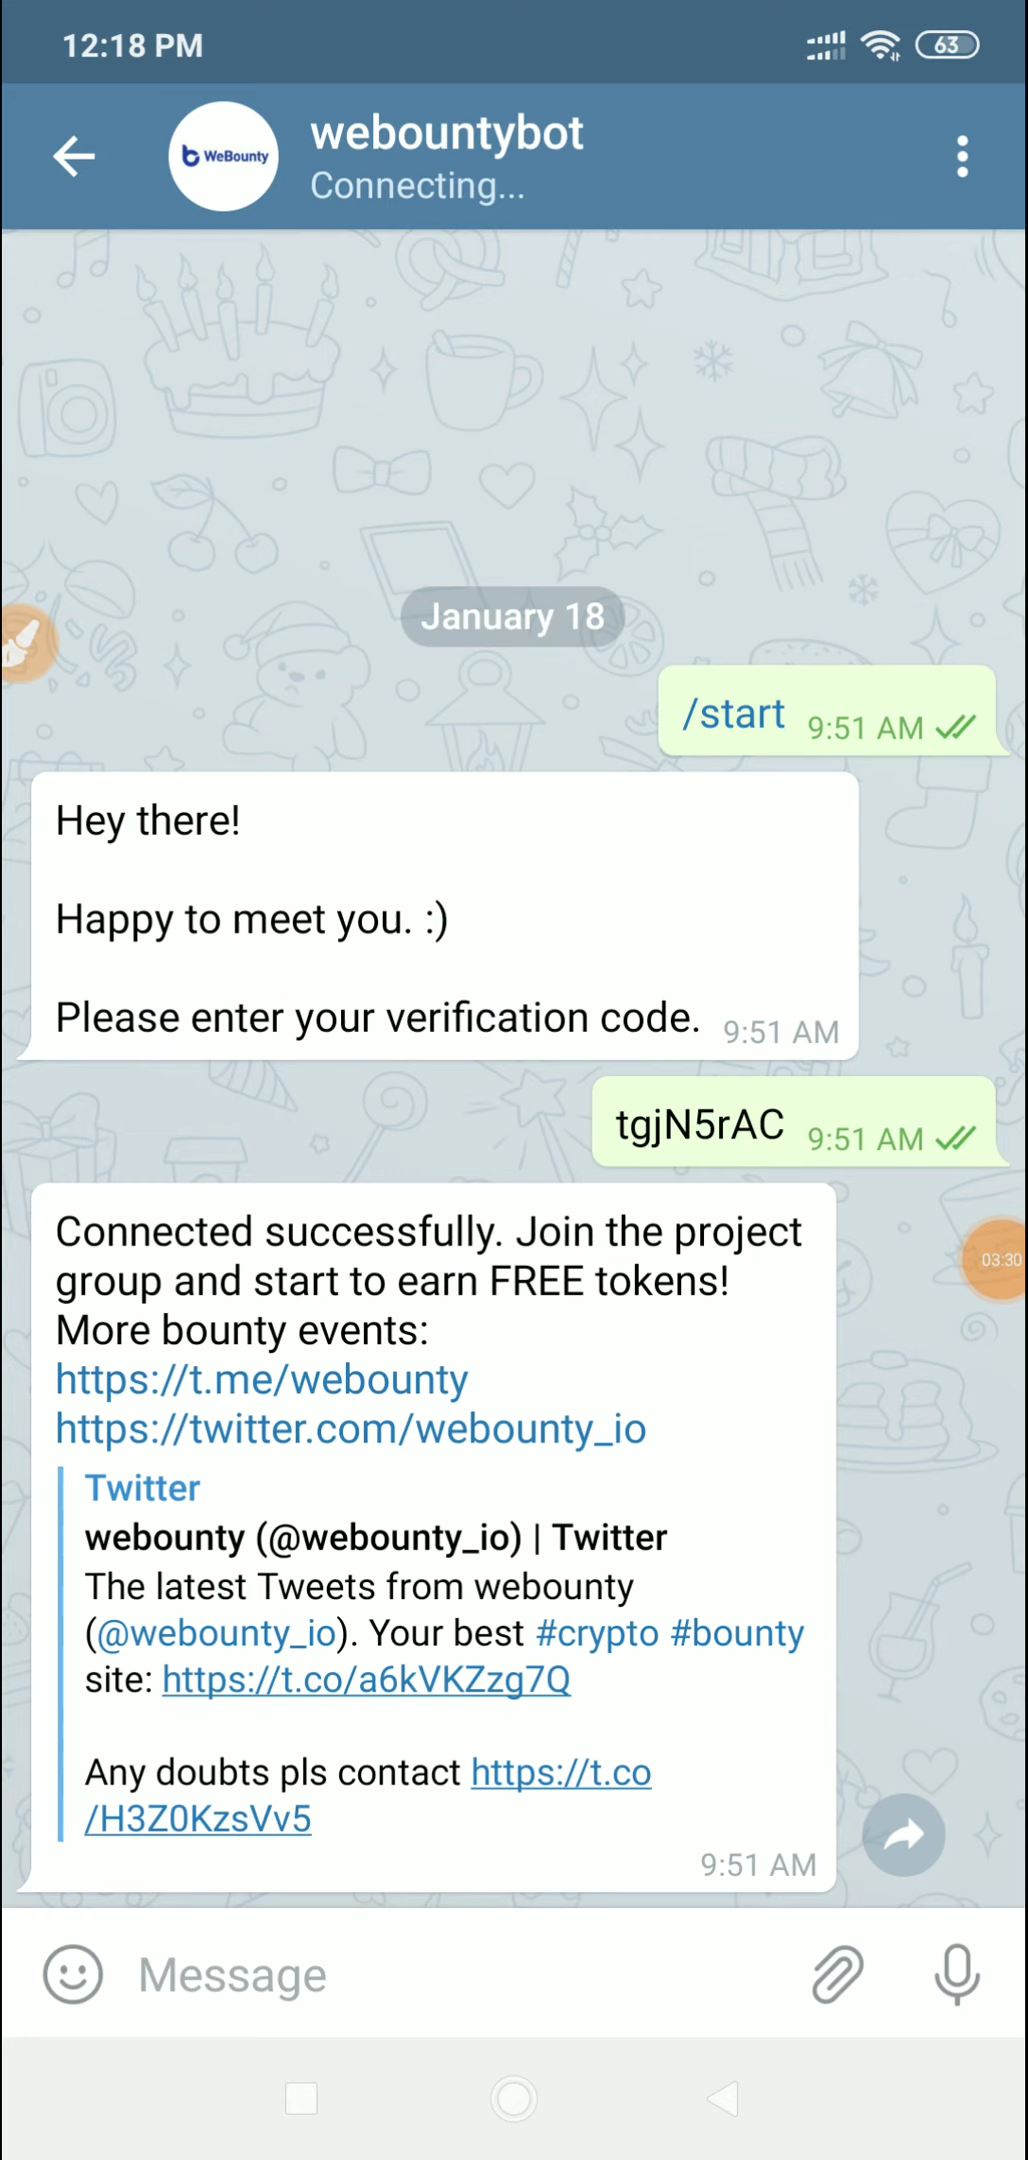 12:18 PM
63
WeBounty
webountybot
Connecting...
January 18
/start 9:51 AM
Hey there!
Happy to meet you. :)
Please enter your verification code. 9:51 AM
tgjN5rAC 9:51 AM
Connected successfully. Join the project
group and start to earn FREE tokens!
More bounty events:
https://t.me/webounty
https://twitter.com/webounty_io
Twitter
webounty (@webounty_io) | Twitter
The latest Tweets from webounty
(@webounty_io). Your best #crypto #bounty
site: https://t.co/a6kVKZzg7Q
Any doubts pls contact https://t.co
/H3Z0KzsVv5
9:51 AM
03:30
Message